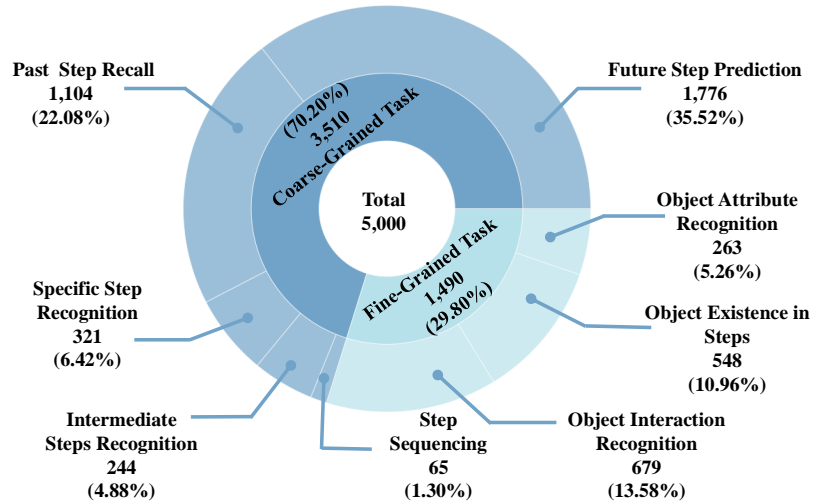 Past Step Recall
1,104
(22.08%)
Future Step Prediction
1,776
(35.52%)
(70.20%)
3,510
Coarse-Grained Task
Total
5,000
Object Attribute
Recognition
263
(5.26%)
Fine-Grained Task
1,490
(29.80%)
Specific Step
Recognition
321
(6.42%)
Object Existence in
Steps
548
(10.96%)
Intermediate
Steps Recognition
244
(4.88%)
Step
Sequencing
65
(1.30%)
Object Interaction
Recognition
679
(13.58%)